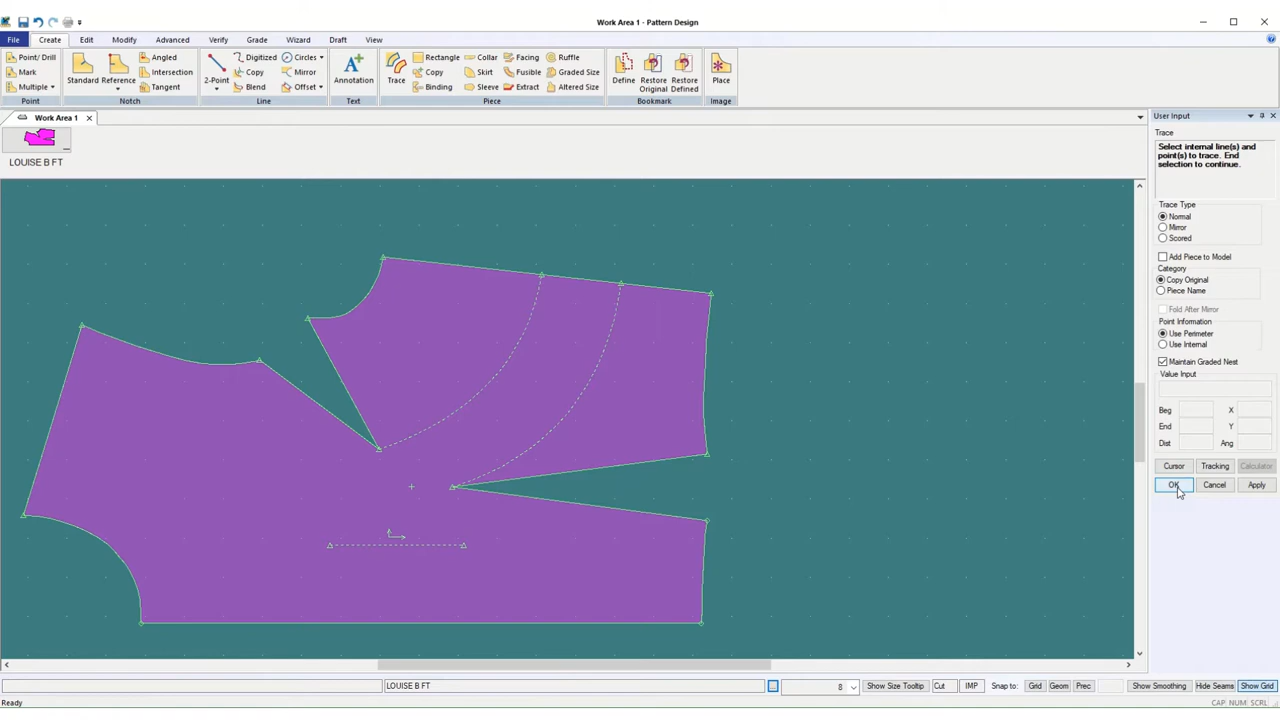 Work Area 1 - Pattern Design
File Create Edit Modify Advanced Verify Grade Wizard Draft View
Point/ Drill
Mark
Multiple
Point
Standard
Reference
Angled
Intersection
Tangent
Notch
2-Point
Digitized
Copy
Blend
Circles
Mirror
Offset
Line
Annotation
Text
Trace
Rectangle
Copy
Binding
Collar
Skirt
Sleeve
Facing
Fusible
Extract
Ruffle
Graded Size
Altered Size
Piece
Define
Restore Original
Restore Defined
Bookmark
Place
Image
Work Area 1
LOUISE B FT
User Input
Trace
Select internal line(s) and
point(s) to trace. End
selection to continue.
Trace Type
Normal
Mirror
Scored
Add Piece to Model
Category
Copy Original
Piece Name
Fold After Mirror
Point Information
Use Perimeter
Use Internal
Maintain Graded Nest
Value Input
Beg X
End Y
Dist Ang
Cursor Tracking Calculator
OK Cancel Apply
LOUISE B FT ... 8 Show Size Tooltip Cut IMP Snap to: Grid Geom Prec Show Smoothing Hide Seams Show Grid
Ready CAP NUM SCRL